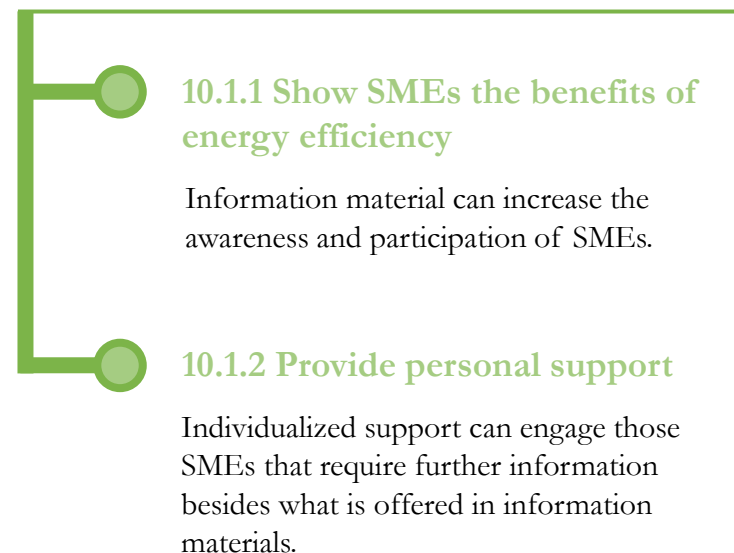 10.1.1 Show SMEs the benefits of
energy efficiency
Information material can increase the
awareness and participation of SMEs.
10.1.2 Provide personal support
Individualized support can engage those
SMEs that require further information
besides what is offered in information
materials.